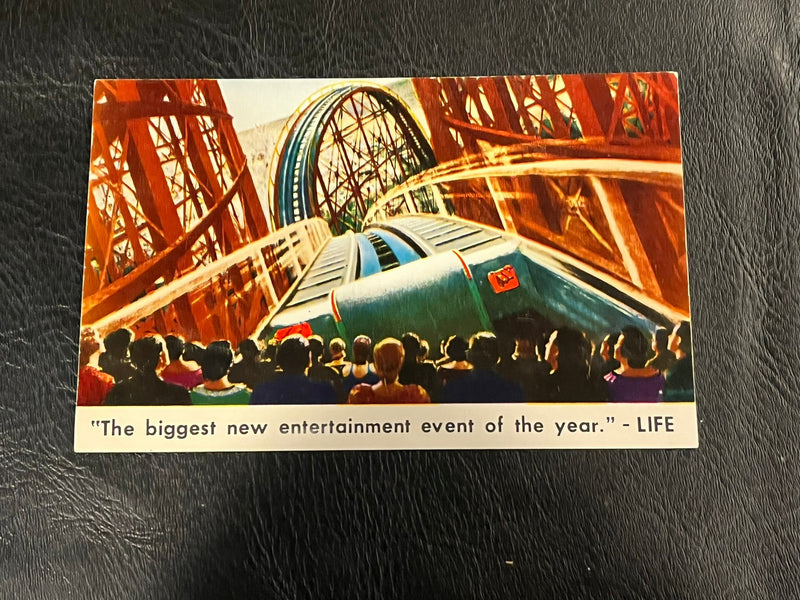 "The biggest new entertainment event of the year." - LIFE